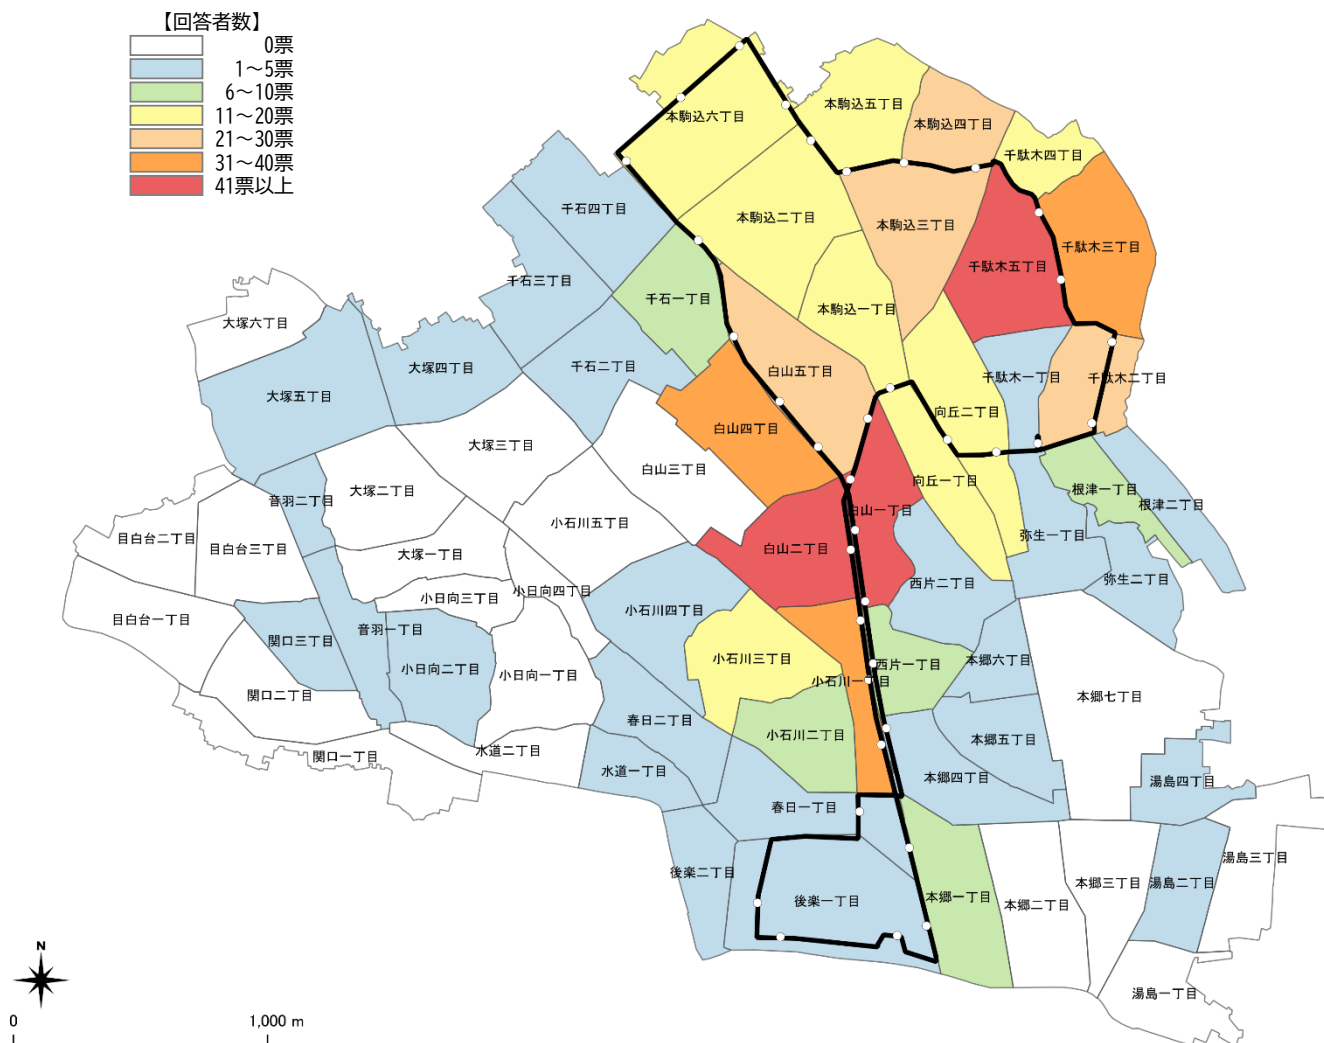 【回答者数】
0票
1～5票
6～10票
11～20票
21～30票
31～40票
41票以上
本駒込六丁目
本駒込五丁目
本駒込四丁目
千駄木四丁目
千石四丁目
本駒込二丁目
本駒込三丁目
千駄木三丁目
千駄木五丁目
千石三丁目
千石一丁目
本駒込一丁目
大塚六丁目
大塚四丁目
千石二丁目
白山五丁目
千駄木一丁目
千駄木二丁目
大塚五丁目
向丘二丁目
白山四丁目
大塚三丁目
白山三丁目
向丘一丁目
根津一丁目
根津二丁目
大塚二丁目
音羽二丁目
白山一丁目
小石川五丁目
弥生一丁目
目白台二丁目
目白台三丁目
大塚一丁目
白山二丁目
西片二丁目
弥生二丁目
小日向四丁目
小日向三丁目
小石川四丁目
目白台一丁目
音羽一丁目
関口三丁目
小日向二丁目
小日向一丁目
小石川三丁目
西片一丁目
本郷六丁目
小石川一丁目
関口二丁目
本郷七丁目
春日二丁目
小石川二丁目
本郷五丁目
関口一丁目
水道二丁目
水道一丁目
本郷四丁目
湯島四丁目
春日一丁目
湯島三丁目
後楽二丁目
本郷三丁目
湯島二丁目
本郷一丁目
後楽一丁目
本郷二丁目
湯島一丁目
N
0
1,000 m